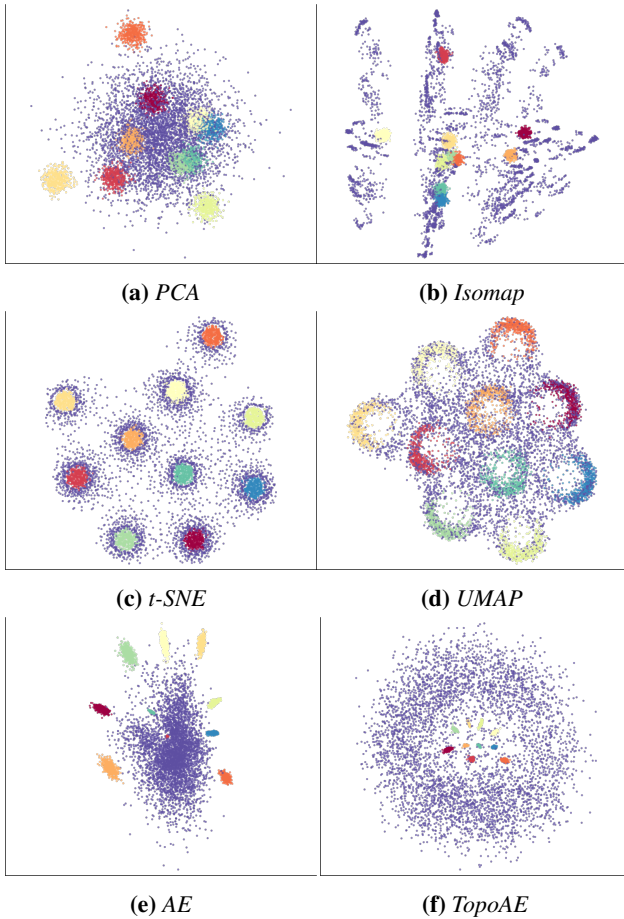 (a) PCA
(b) Isomap
(c) t-SNE
(d) UMAP
(e) AE
(f) TopoAE